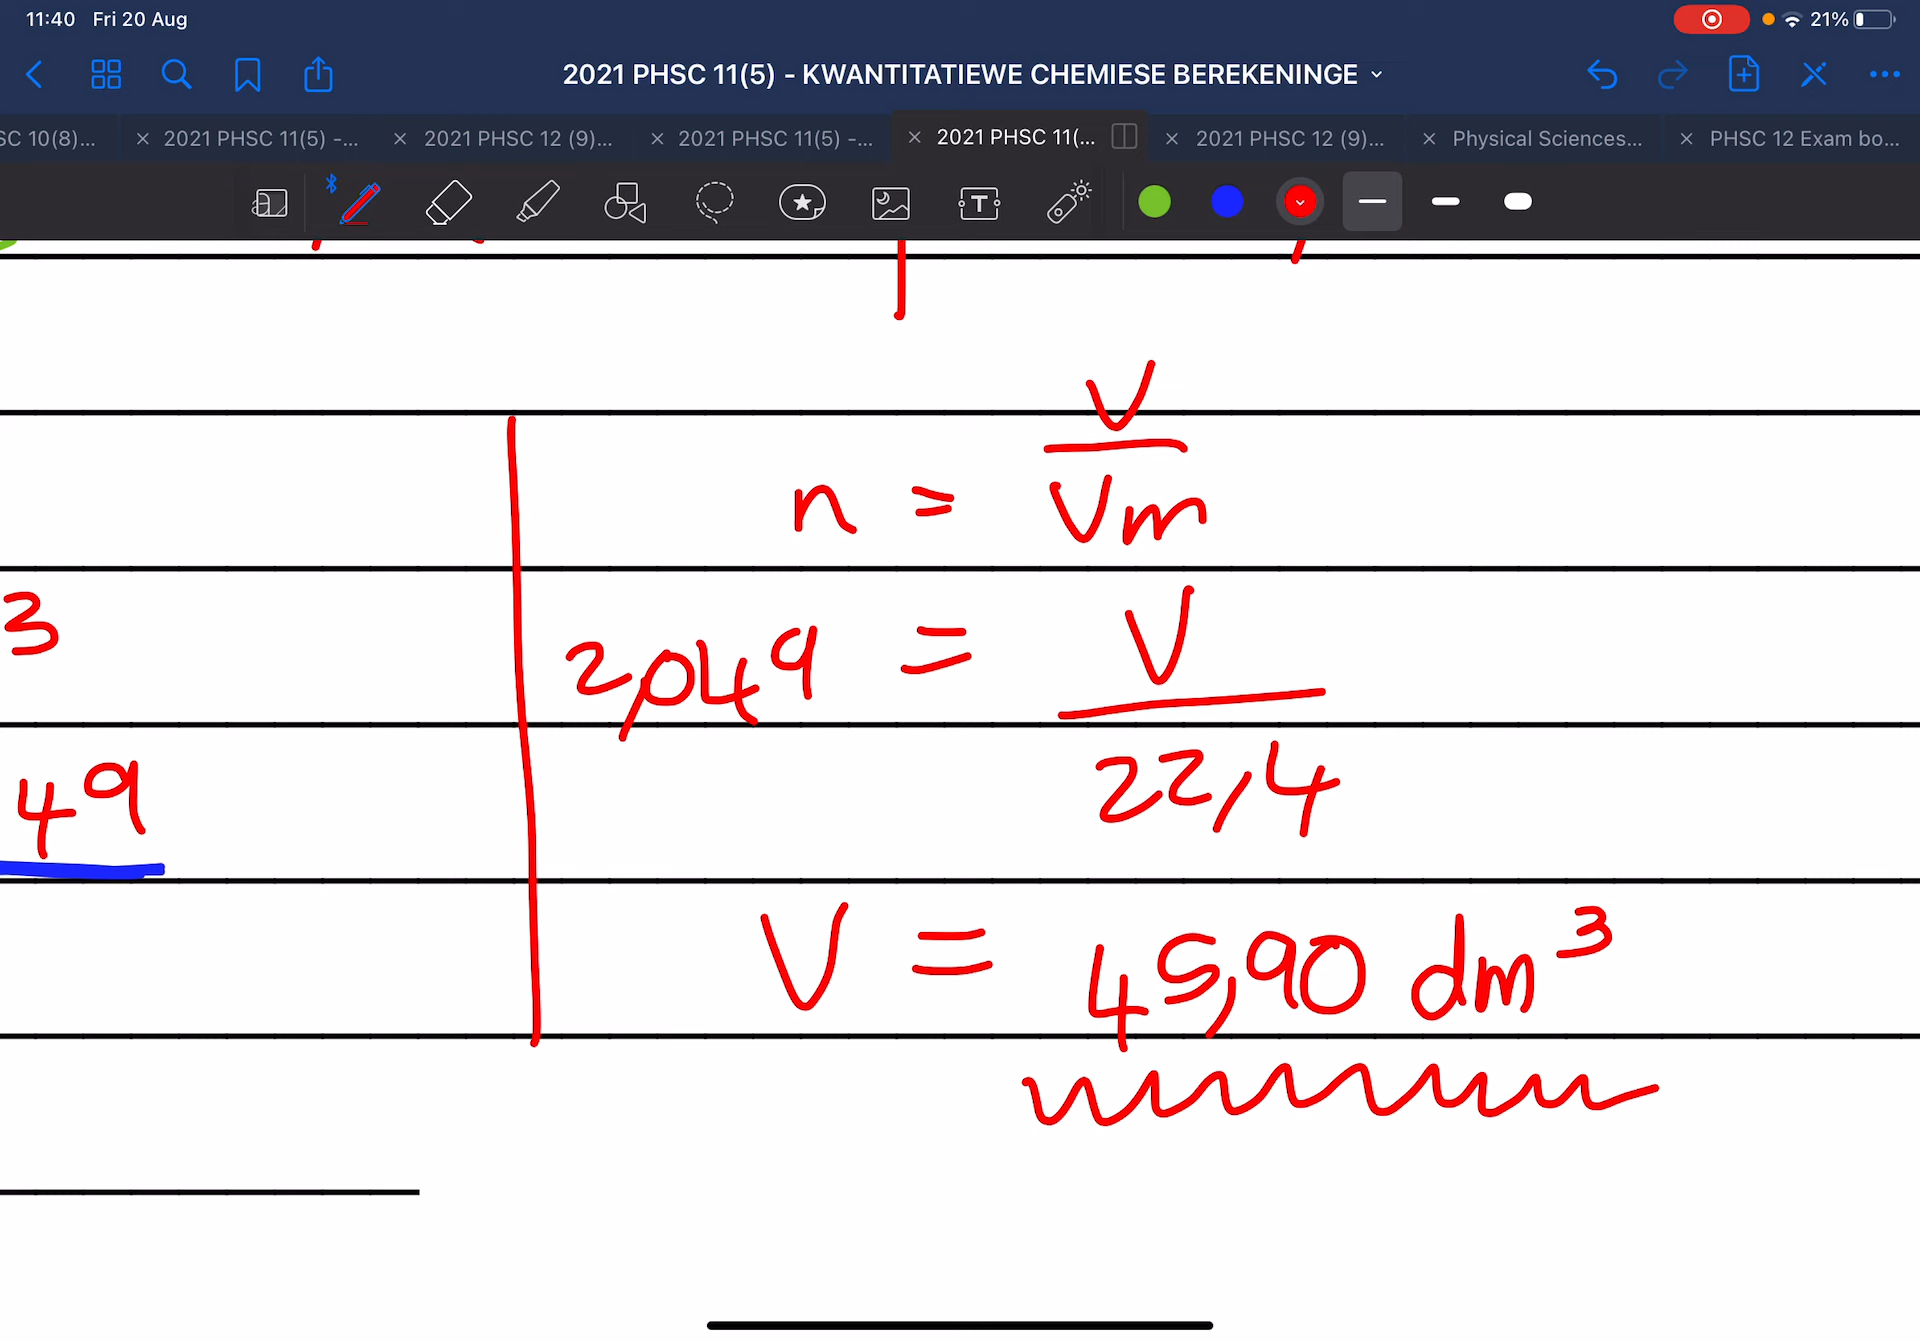 11:40 Fri 20 Aug 21%
2021 PHSC 11(5) - KWANTITATIEWE CHEMIESE BEREKENINGE
SC 10(8)... 2021 PHSC 11(5) -... 2021 PHSC 12 (9)... 2021 PHSC 11(5) -... 2021 PHSC 11(... 2021 PHSC 12 (9)... Physical Sciences... PHSC 12 Exam bo...
T
n = V/Vm
3
2,049 = V/22,4
49
V = 45,90 dm³